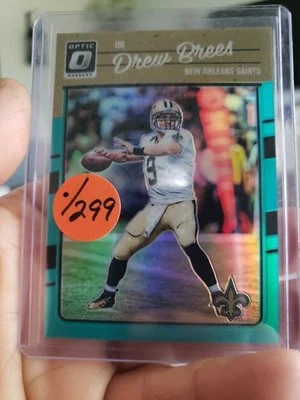 OPTIC
QB
Drew Brees
NEW ORLEANS SAINTS
9
./299